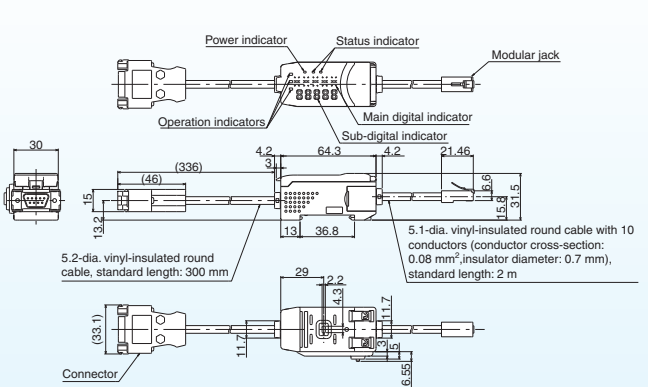 Power indicator
Status indicator
Modular jack
Operation indicators
Main digital indicator
Sub-digital indicator
30
(336)
(46)
4.2
3
64.3
4.2
21.46
15
13.2
6.6
15.8
31.5
13
36.8
5.2-dia. vinyl-insulated round
cable, standard length: 300 mm
5.1-dia. vinyl-insulated round cable with 10
conductors (conductor cross-section:
0.08 mm²,insulator diameter: 0.7 mm),
standard length: 2 m
29
2.2
4.3
11.7
(33.1)
11.7
3
5
6.55
Connector